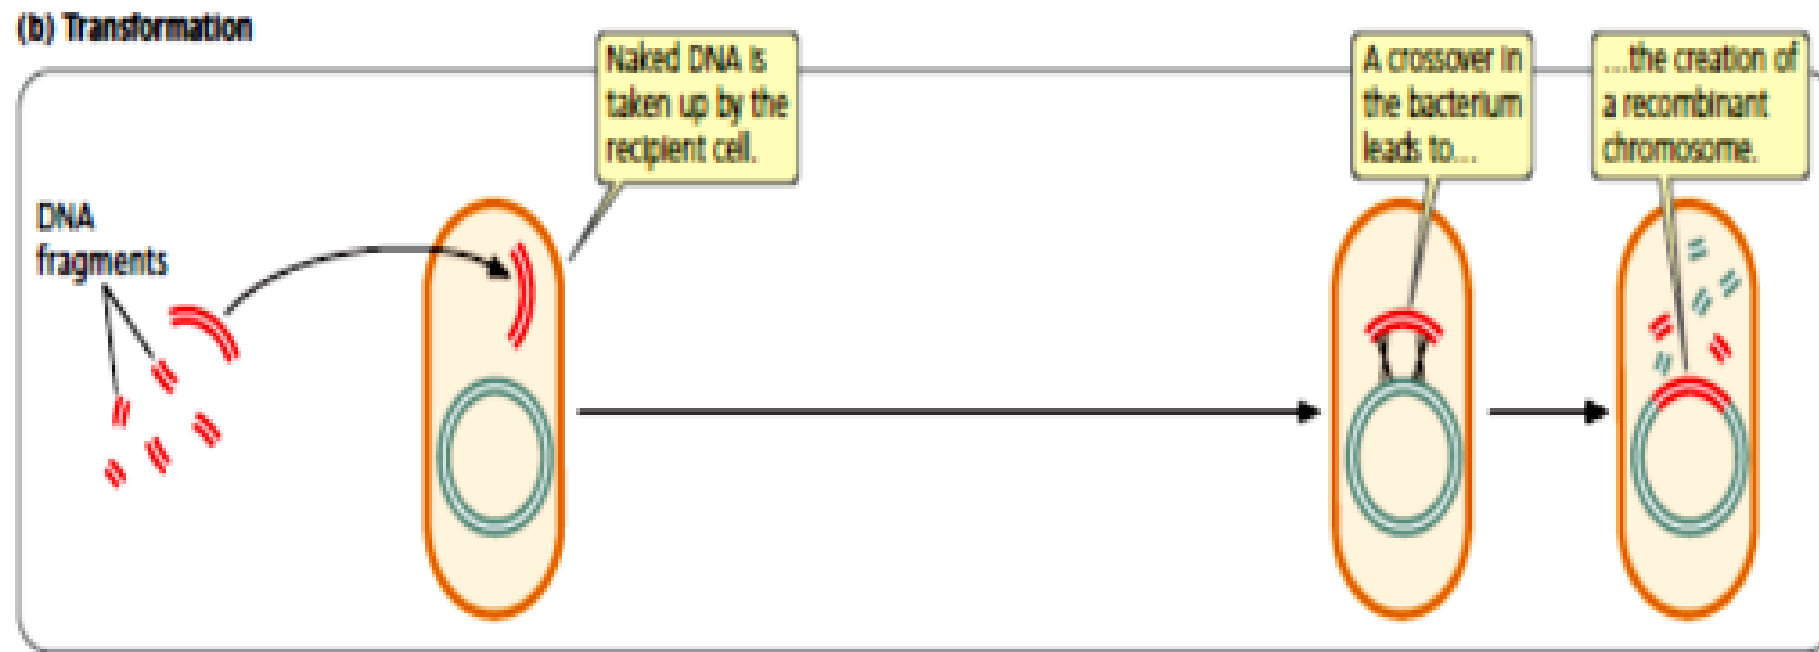 (b) Transformation
Naked DNA is
taken up by the
recipient cell.
A crossover in
the bacterium
leads to...
...the creation of
a recombinant
chromosome.
DNA
fragments